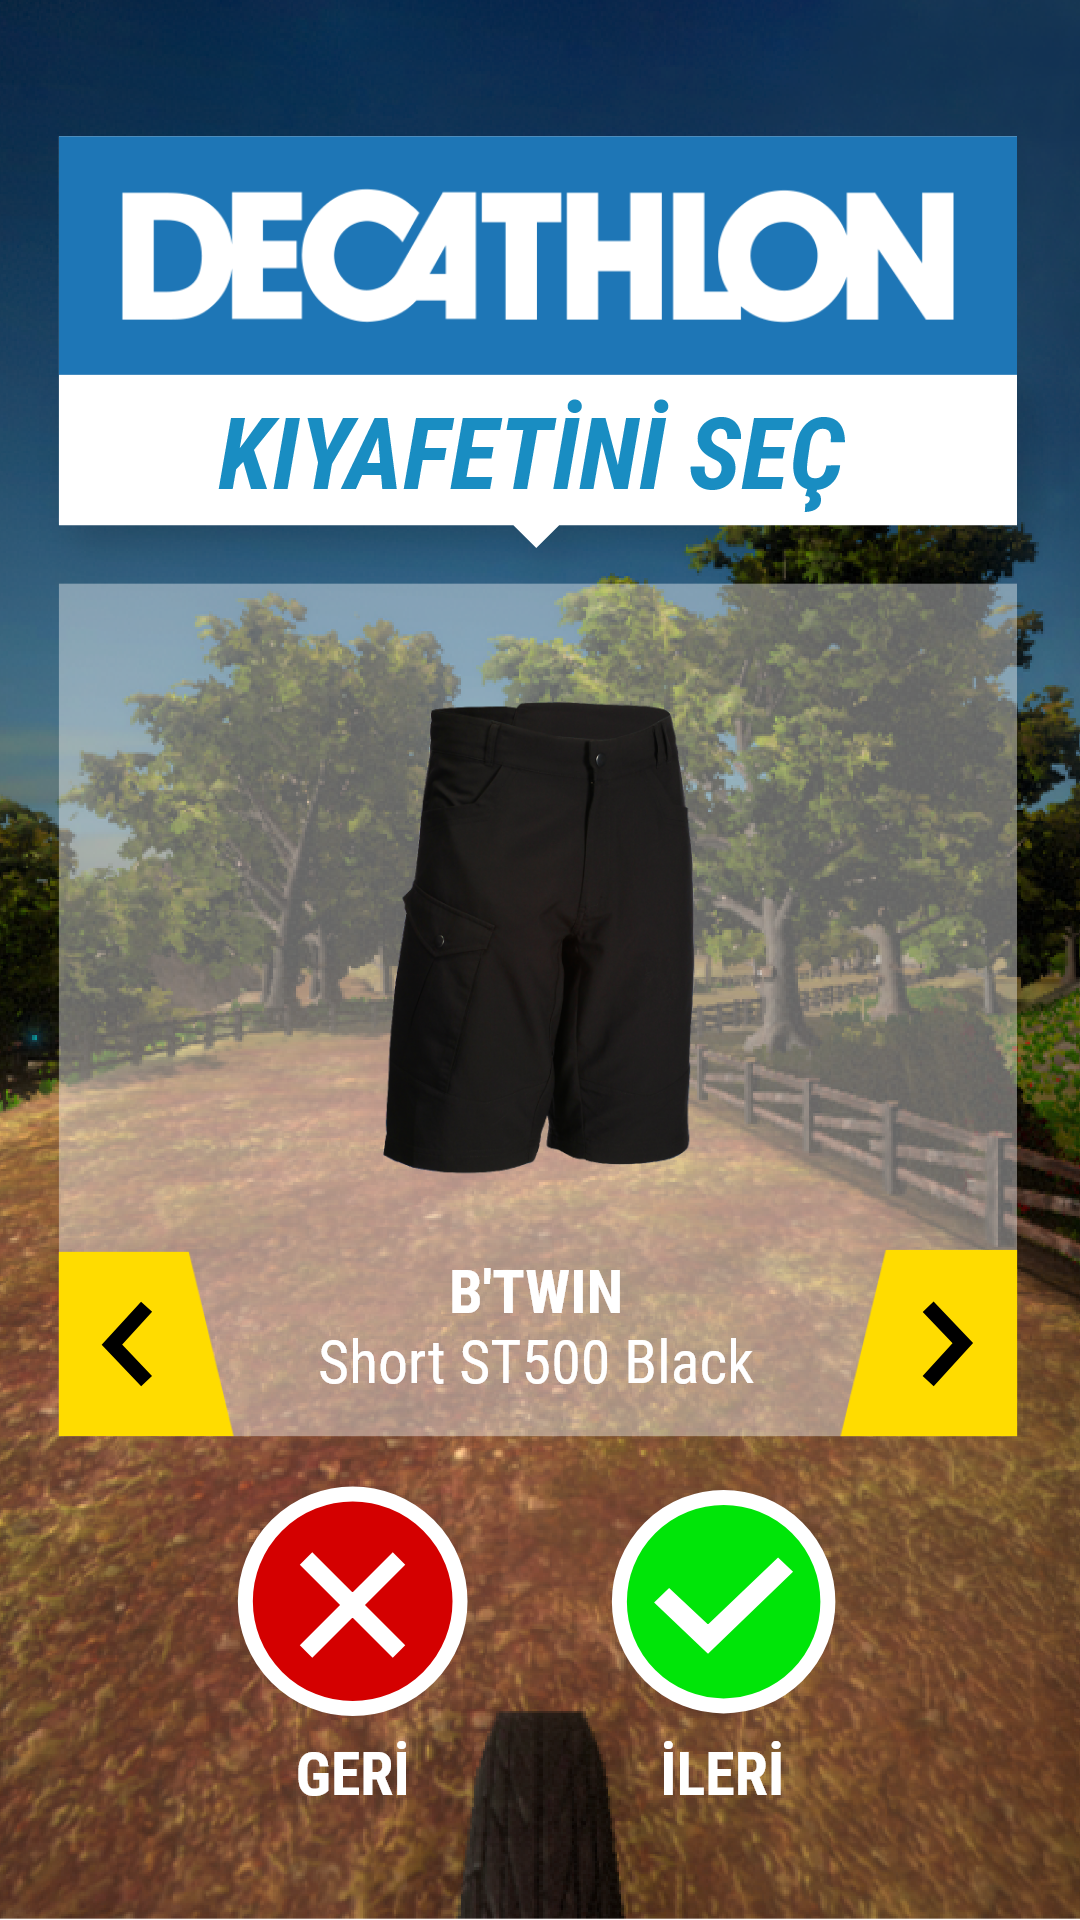 DECATHLON
KIYAFETİNİ SEÇ
B'TWIN
Short ST500 Black
GERİ
İLERİ